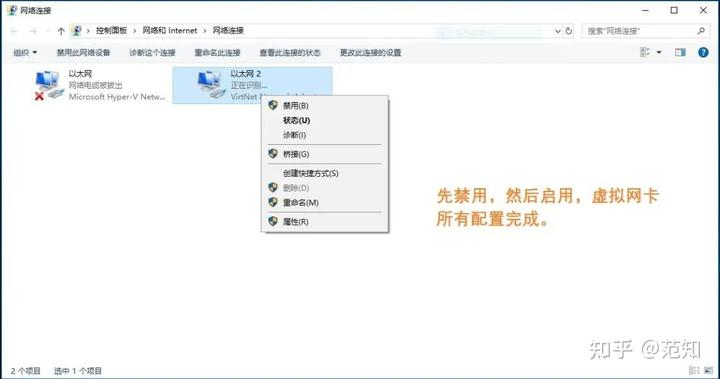 网络连接
控制面板 > 网络和 Internet > 网络连接
搜索"网络连接"
组织 禁用此网络设备 诊断这个连接 重命名此连接 查看此连接的状态 更改此连接的设置
以太网
网络电缆被拔出
Microsoft Hyper-V Netw...
以太网 2
正在识别...
禁用(B)
状态(U)
诊断(I)
桥接(G)
创建快捷方式(S)
删除(D)
重命名(M)
属性(R)
先禁用，然后启用，虚拟网卡
所有配置完成。
2 个项目 选中 1 个项目
知乎 @范知